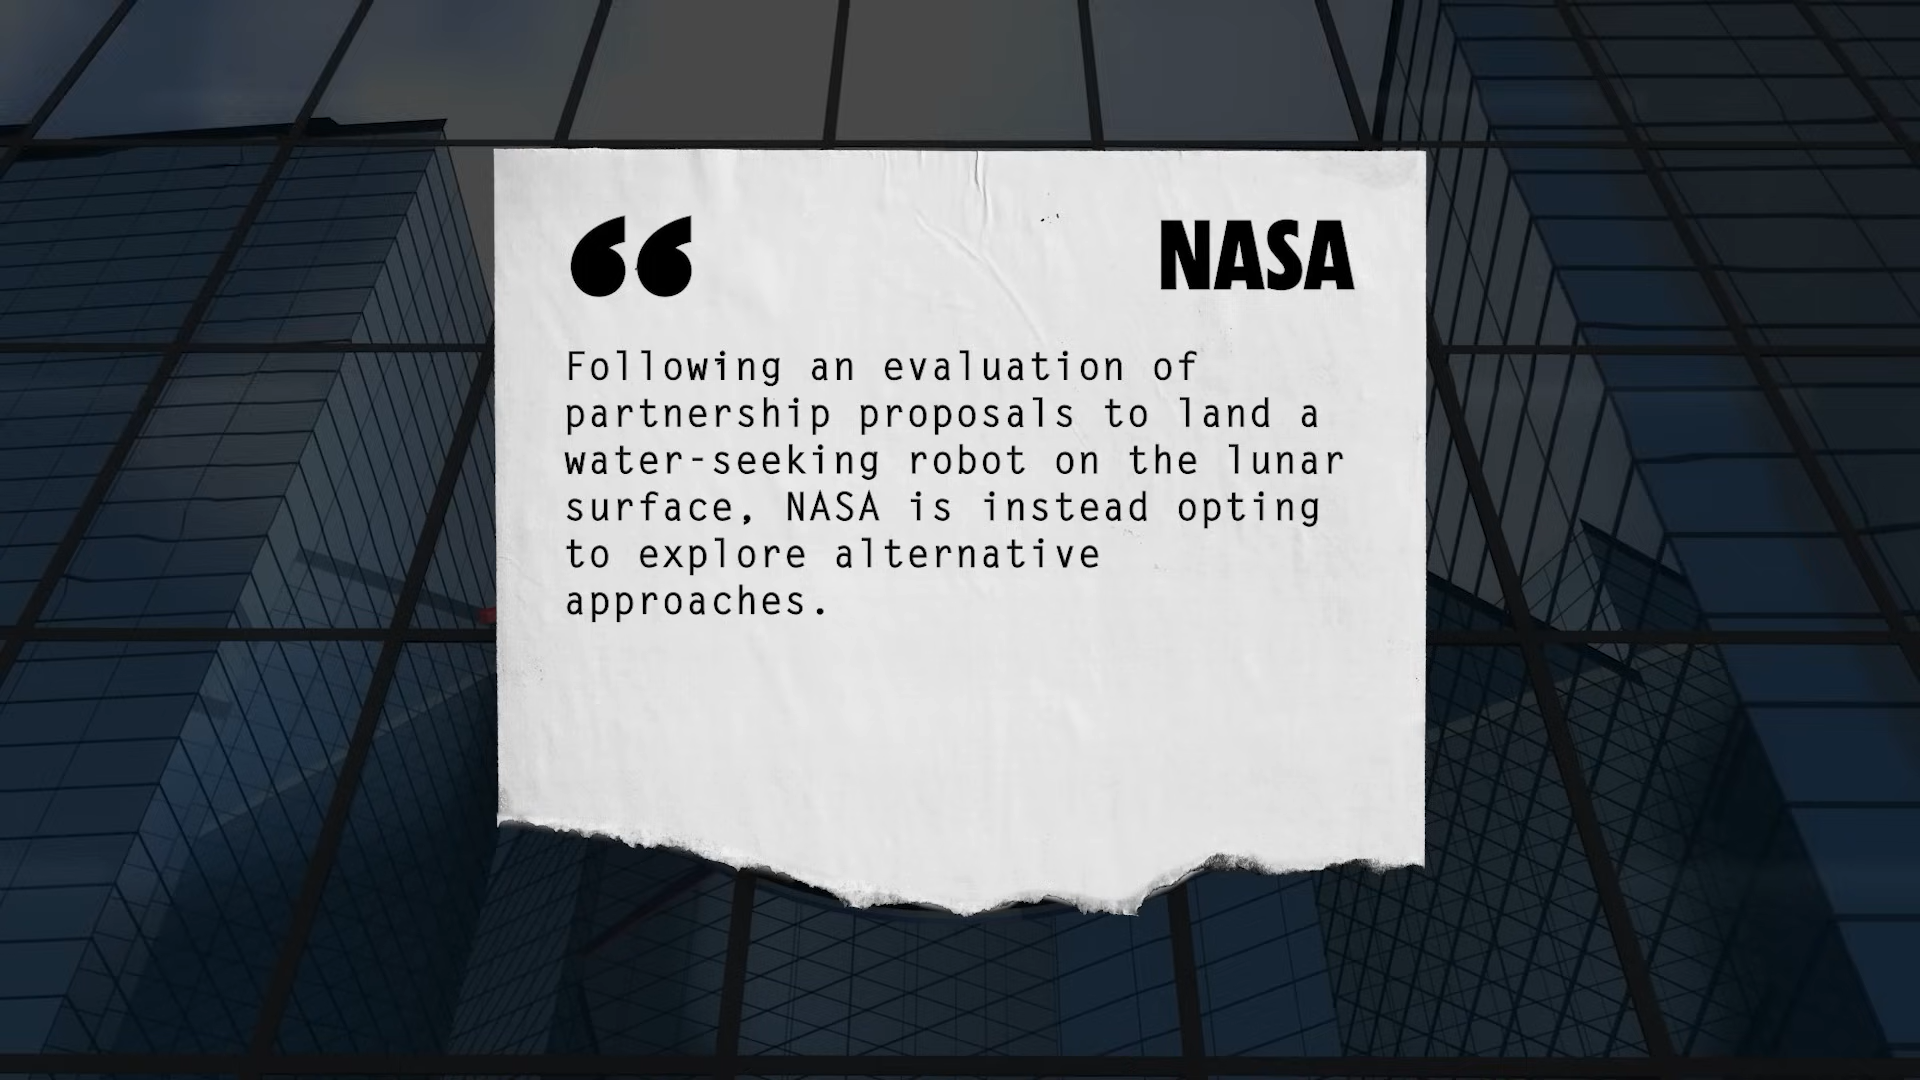 “
NASA
Following an evaluation of
partnership proposals to land a
water-seeking robot on the lunar
surface, NASA is instead opting
to explore alternative
approaches.